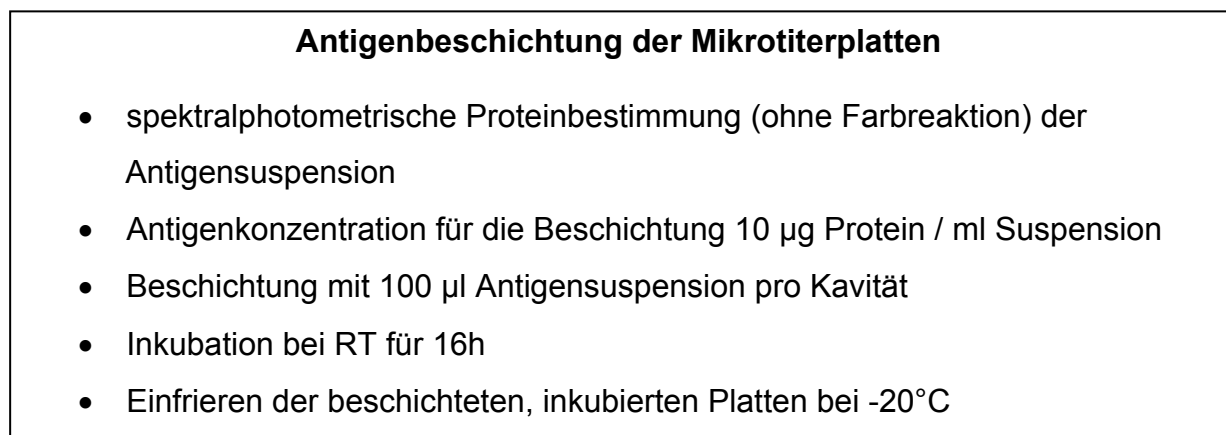 Antigenbeschichtung der Mikrotiterplatten
• spektralphotometrische Proteinbestimmung (ohne Farbreaktion) der
Antigensuspension
• Antigenkonzentration für die Beschichtung 10 µg Protein / ml Suspension
• Beschichtung mit 100 µl Antigensuspension pro Kavität
• Inkubation bei RT für 16h
• Einfrieren der beschichteten, inkubierten Platten bei -20°C